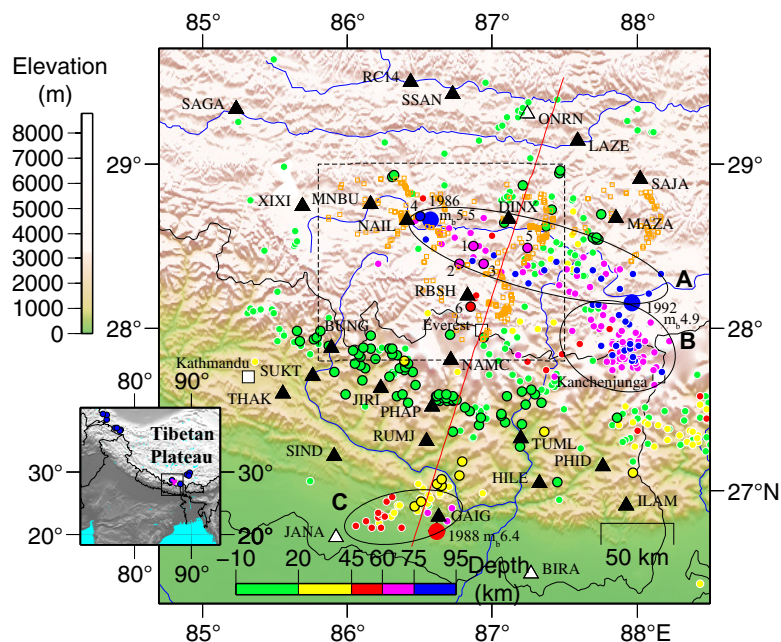 85° 86° 87° 88°
Elevation
(m)
8000
7000
6000
5000
4000
3000
2000
1000
0
RC14
SSAN
SAGA
ONRN
LAZE
29° 29°
SAJA
XIXI
MNBU
4
1986
m_b5.5
NAIL
DINX
MAZA
1
5
2
3
A
RBSH
6
1992
m_b4.9
28° 28°
Everest
BUNG
B
Kathmandu
SUKT
NAMC
Kanchenjunga
80° 90°
THAK
JIRI
PHAP
Tibetan
Plateau
RUMJ
TUML
SIND
PHID
30° 30°
HILE
27°N
C
GAIG
ILAM
JANA
1988 m_b6.4
20° 20°
BIRA
50 km
80° 90°
−10 20 45 60 75 95
Depth
(km)
85° 86° 87° 88°E